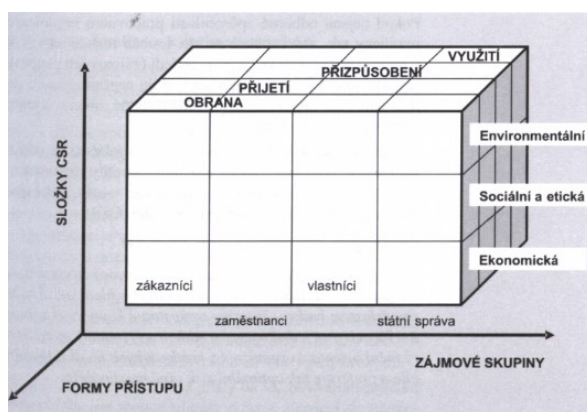 VYUŽITÍ
PŘIZPŮSOBENÍ
PŘIJETÍ
OBRANA
SLOŽKY CSR
Environmentální
Sociální a etická
Ekonomická
zákazníci
vlastníci
zaměstnanci
státní správa
ZÁJMOVÉ SKUPINY
FORMY PŘÍSTUPU